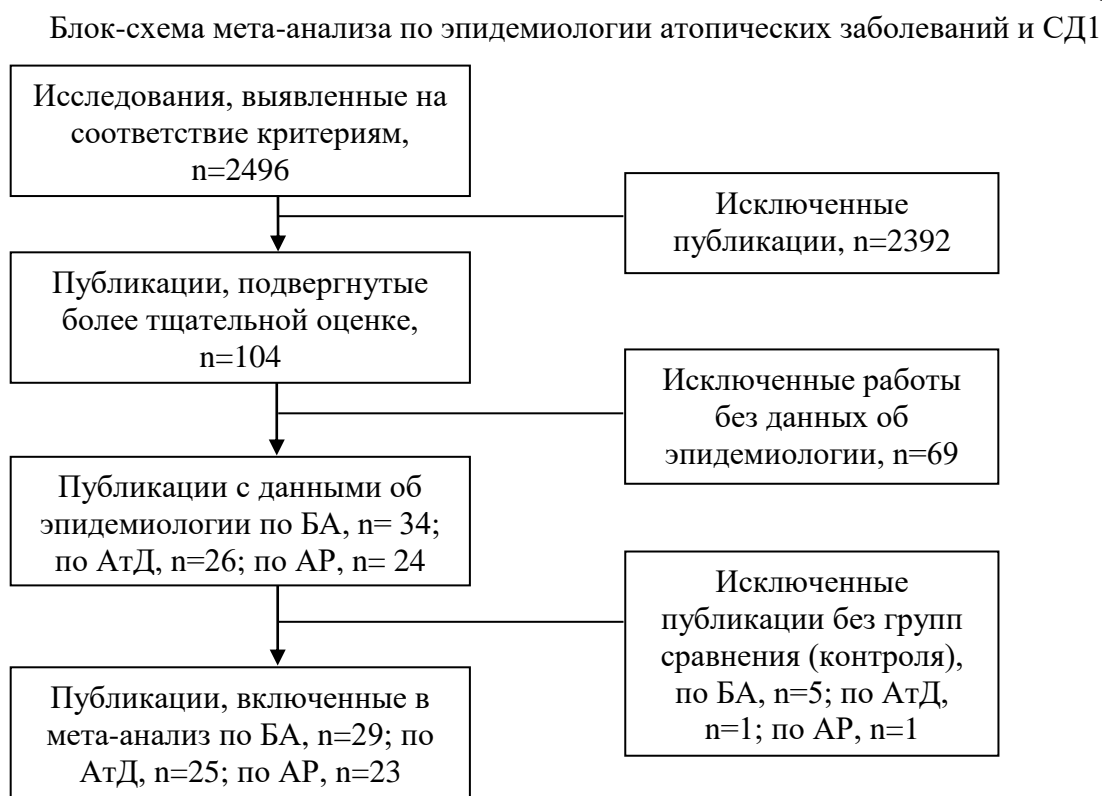 Блок-схема мета-анализа по эпидемиологии атопических заболеваний и СД1
Исследования, выявленные на
соответствие критериям,
n=2496
Исключенные
публикации, n=2392
Публикации, подвергнутые
более тщательной оценке,
n=104
Исключенные работы
без данных об
эпидемиологии, n=69
Публикации с данными об
эпидемиологии по БА, n= 34;
по АтД, n=26; по АР, n= 24
Исключенные
публикации без групп
сравнения (контроля),
по БА, n=5; по АтД,
n=1; по АР, n=1
Публикации, включенные в
мета-анализ по БА, n=29; по
АтД, n=25; по АР, n=23